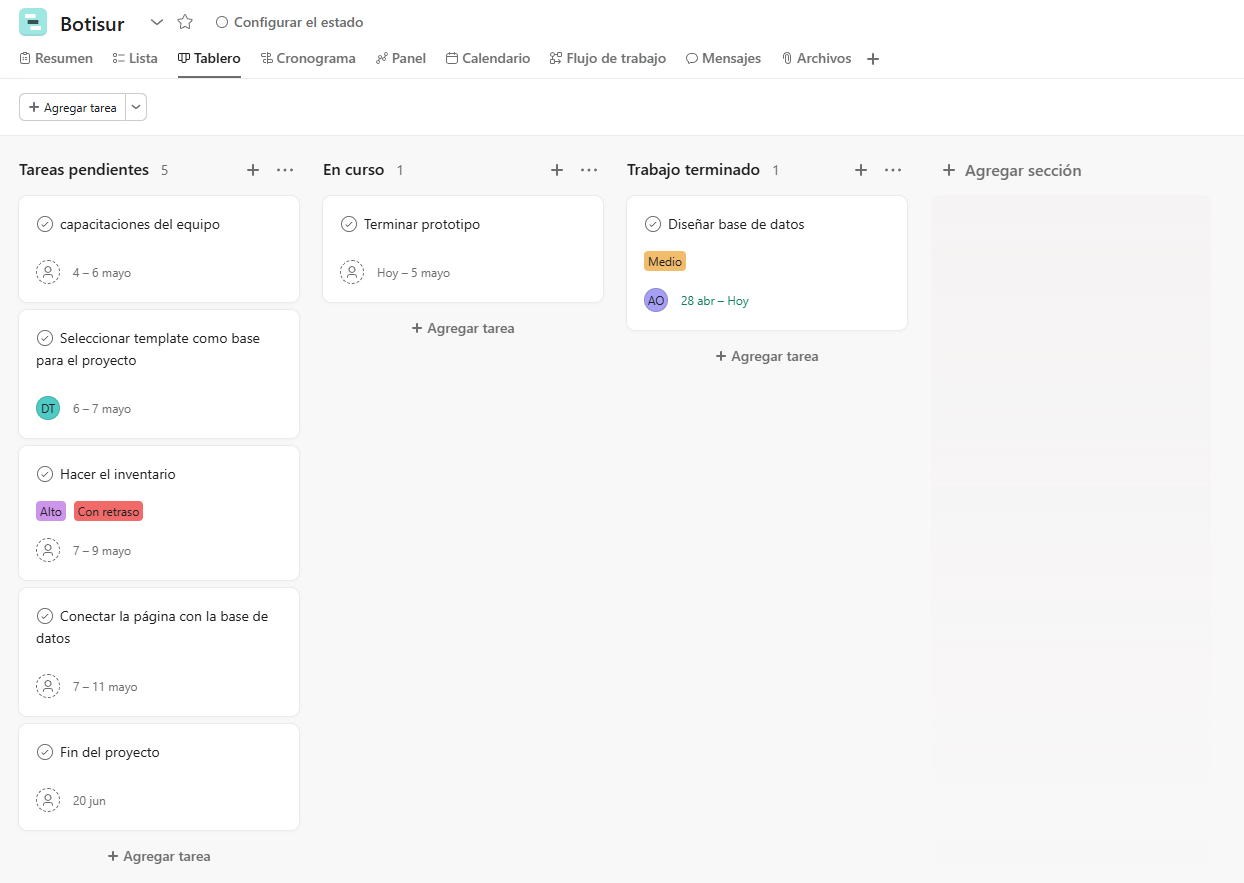 Botisur
Configurar el estado
Resumen
Lista
Tablero
Cronograma
Panel
Calendario
Flujo de trabajo
Mensajes
Archivos
+ Agregar tarea
Tareas pendientes 5
capacitaciones del equipo
4 – 6 mayo
Seleccionar template como base
para el proyecto
DT 6 – 7 mayo
Hacer el inventario
Alto Con retraso
7 – 9 mayo
Conectar la página con la base de
datos
7 – 11 mayo
Fin del proyecto
20 jun
+ Agregar tarea
En curso 1
Terminar prototipo
Hoy – 5 mayo
+ Agregar tarea
Trabajo terminado 1
Diseñar base de datos
Medio
AO 28 abr – Hoy
+ Agregar tarea
+ Agregar sección